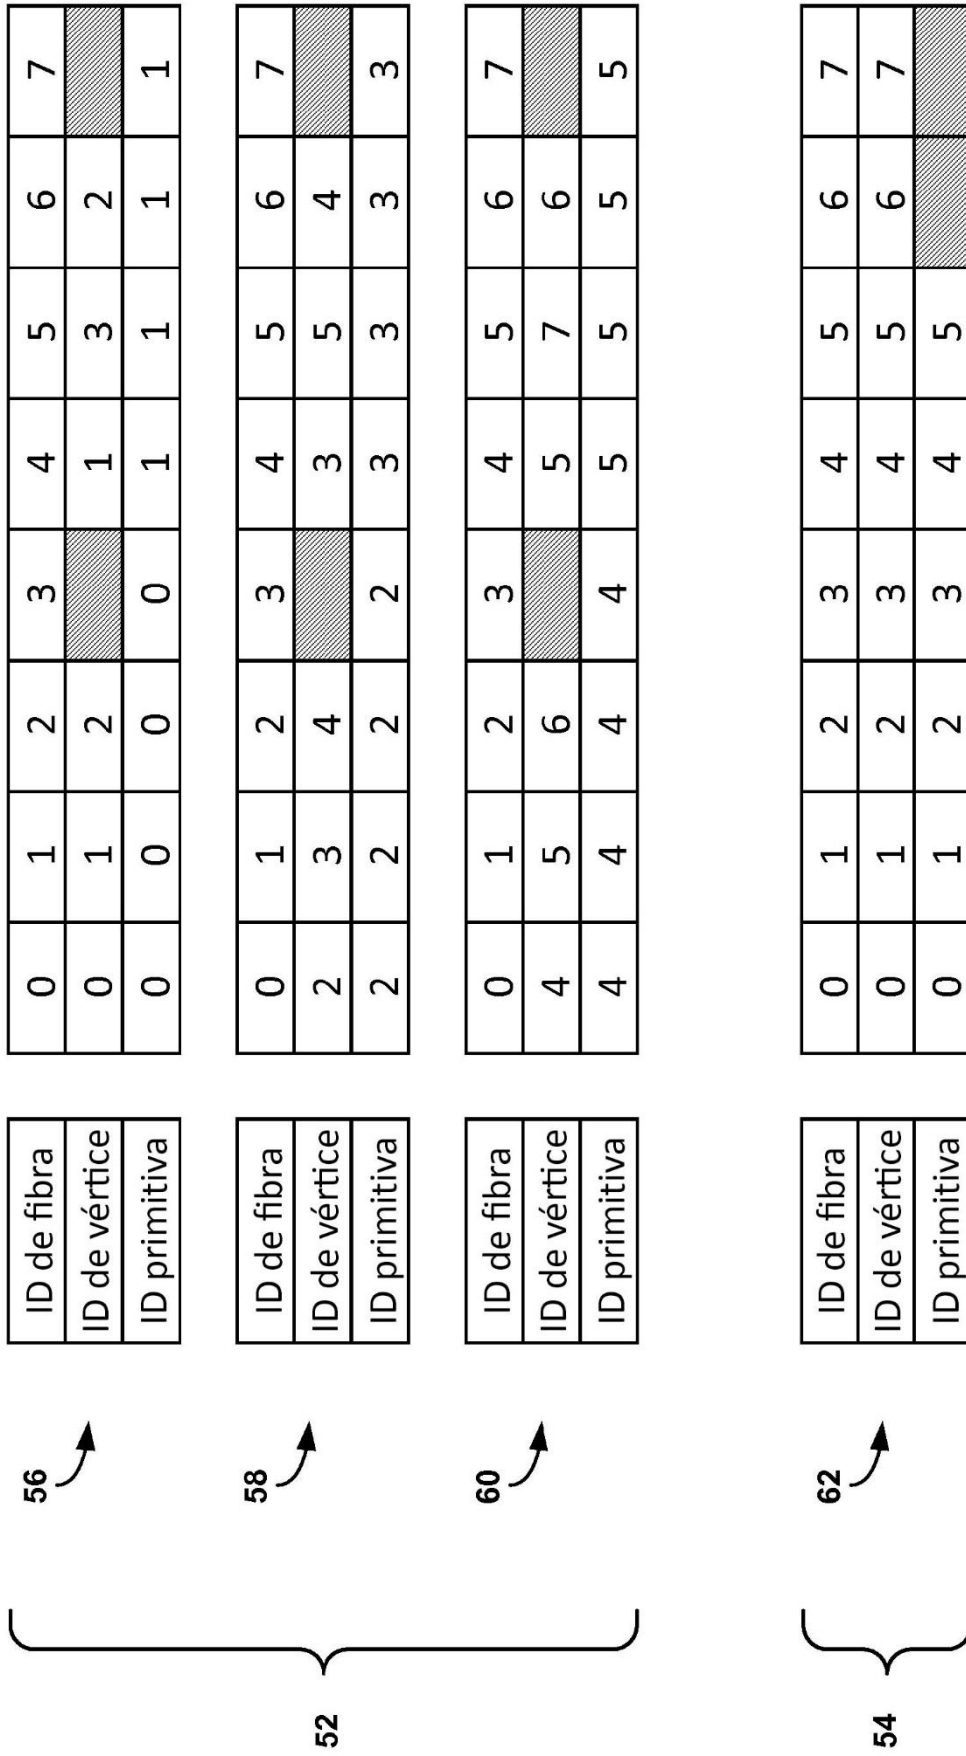 56
ID de fibra 0 1 2 3 4 5 6 7
ID de vértice 0 1 2 1 3 2
ID primitiva 0 0 0 0 1 1 1 1
58
ID de fibra 0 1 2 3 4 5 6 7
ID de vértice 2 3 4 3 5 4
ID primitiva 2 2 2 2 3 3 3 3
60
ID de fibra 0 1 2 3 4 5 6 7
ID de vértice 4 5 6 5 7 6
ID primitiva 4 4 4 4 5 5 5 5
52
62
ID de fibra 0 1 2 3 4 5 6 7
ID de vértice 0 1 2 3 4 5 6 7
ID primitiva 0 1 2 3 4 5
54